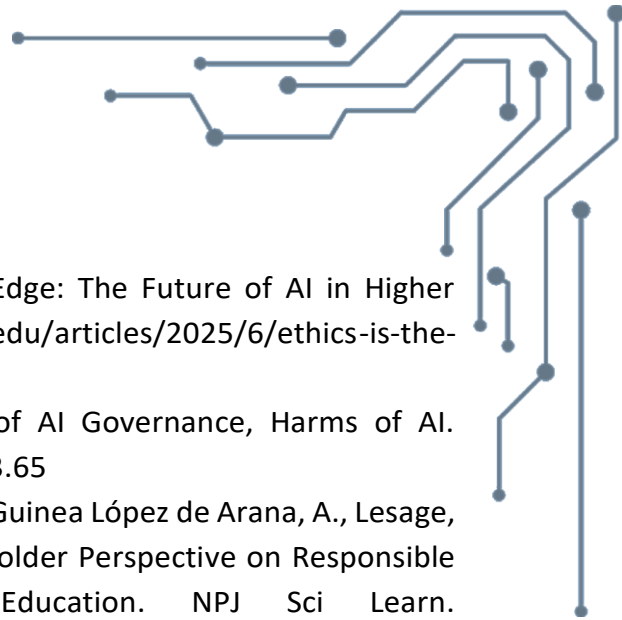 Edge: The Future of AI in Higher
edu/articles/2025/6/ethics-is-the-
of AI Governance, Harms of AI.
.65
Guinea López de Arana, A., Lesage,
older Perspective on Responsible
Education. NPJ Sci Learn.